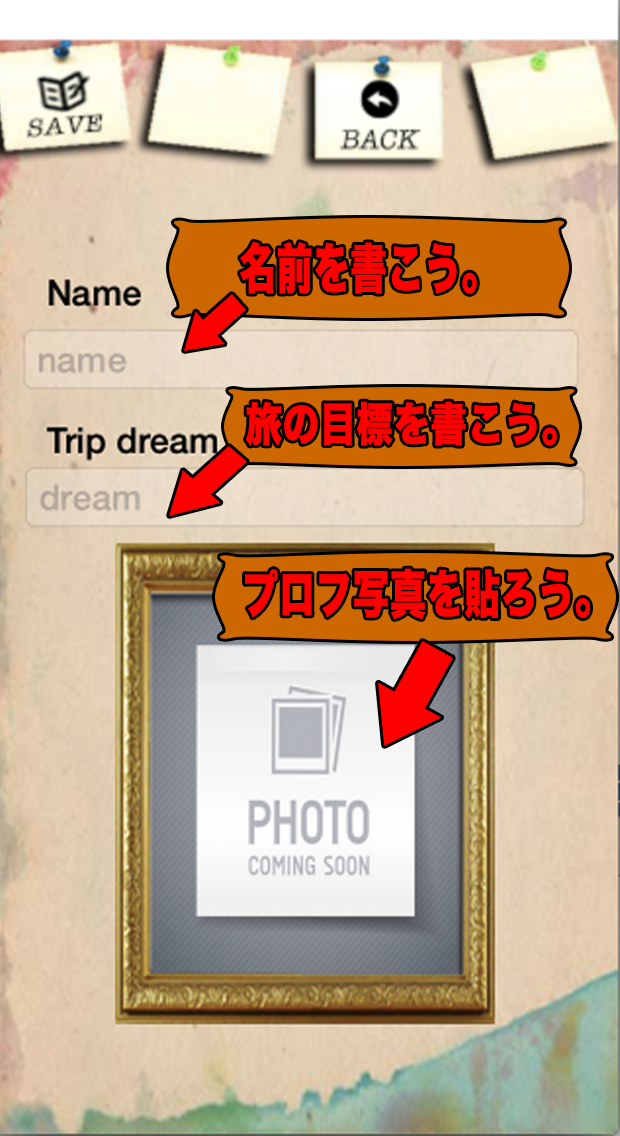 SAVE
BACK
名前を書こう。
Name
name
旅の目標を書こう。
Trip dream
dream
プロフ写真を貼ろう。
PHOTO
COMING SOON